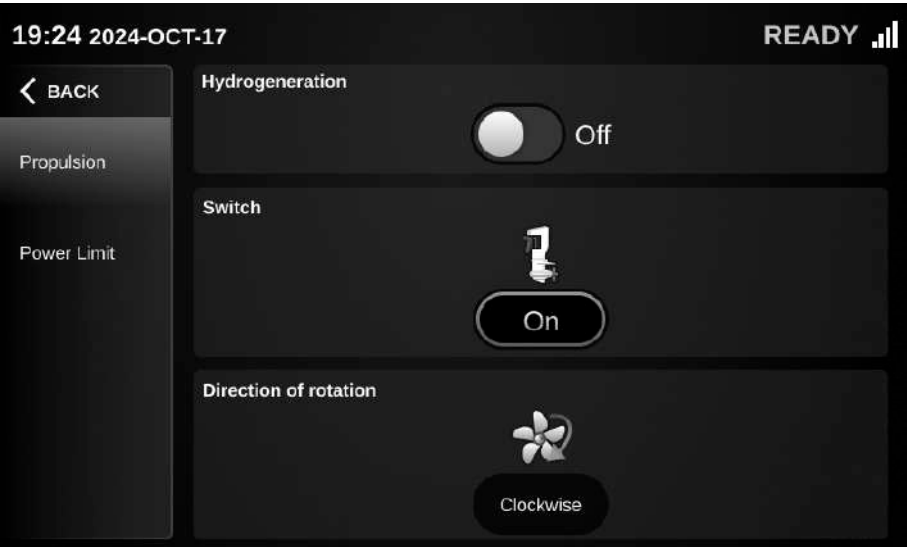 19:24 2024-OCT-17
READY
BACK
Propulsion
Power Limit
Hydrogeneration
Off
Switch
On
Direction of rotation
Clockwise